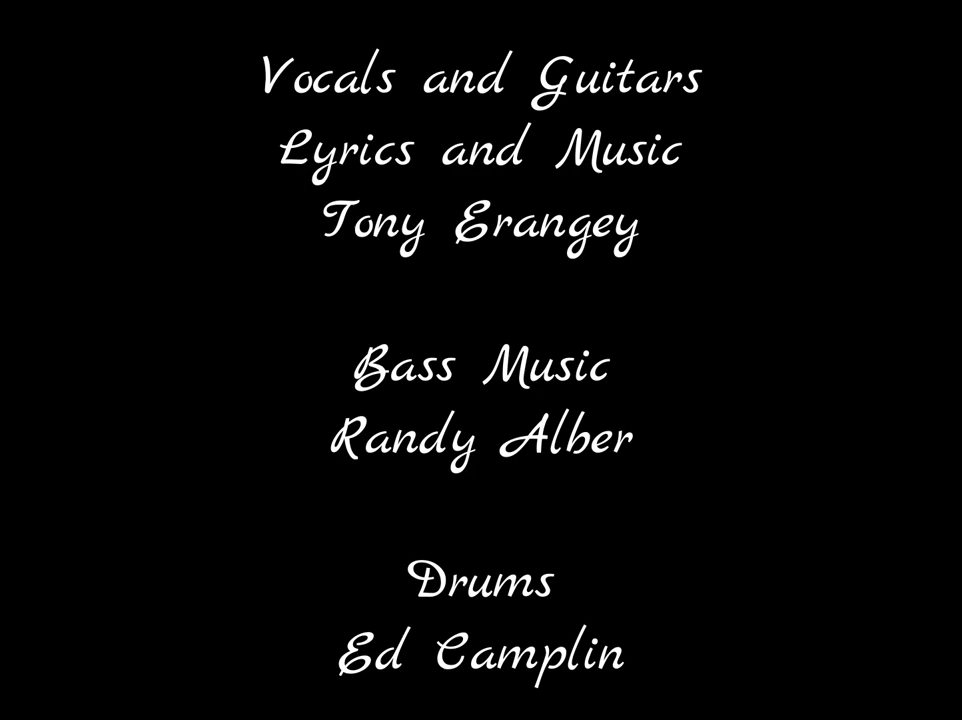 Vocals and Guitars
Lyrics and Music
Tony Erangey
Bass Music
Randy Alber
Drums
Ed Camplin